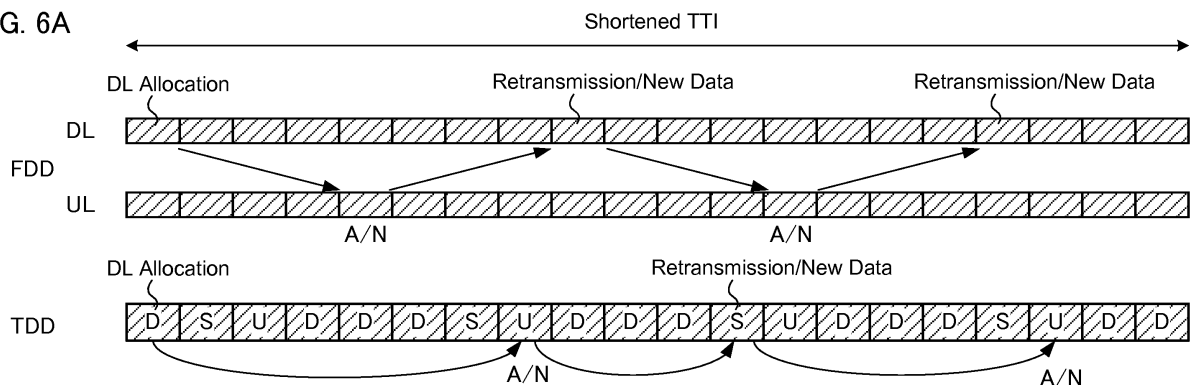 G. 6A
Shortened TTI
DL Allocation
Retransmission/New Data
Retransmission/New Data
DL
FDD
UL
A/N
A/N
DL Allocation
Retransmission/New Data
TDD
D S U D D D S U D D D S U D D D S U D D
A/N
A/N